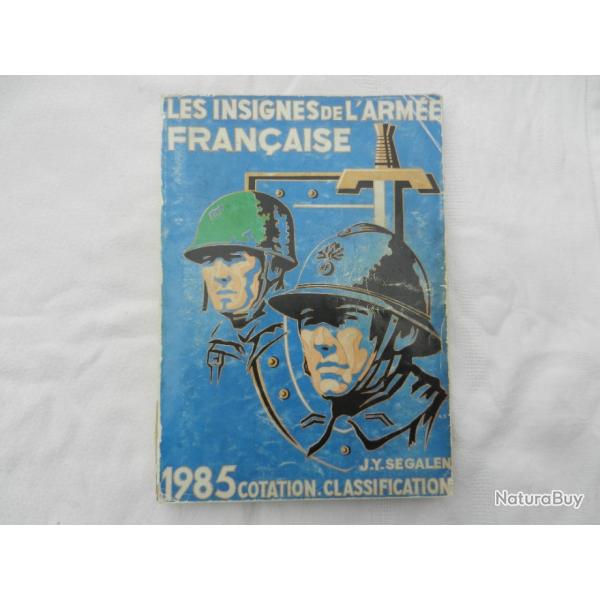 LES INSIGNES DE L'ARMÉE
FRANÇAISE
J.Y. SEGALEN
1985 COTATION. CLASSIFICATION
NaturaBuy